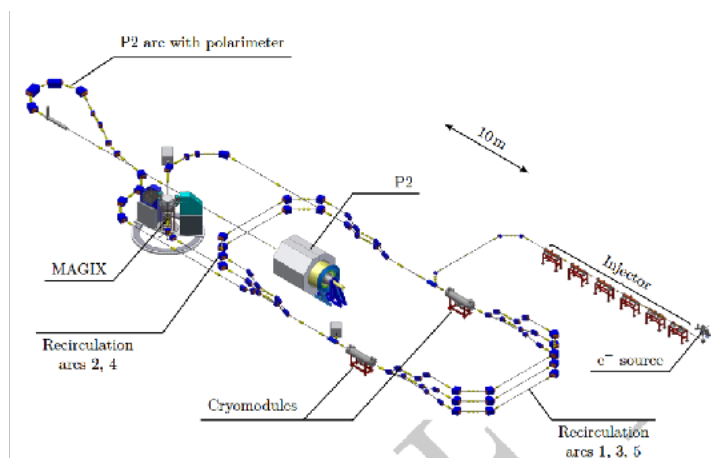 P2 arc with polarimeter
10 m
P2
Injector
MAGIX
Recirculation
arcs 2, 4
e⁻ source
Cryomodules
Recirculation
arcs 1, 3, 5